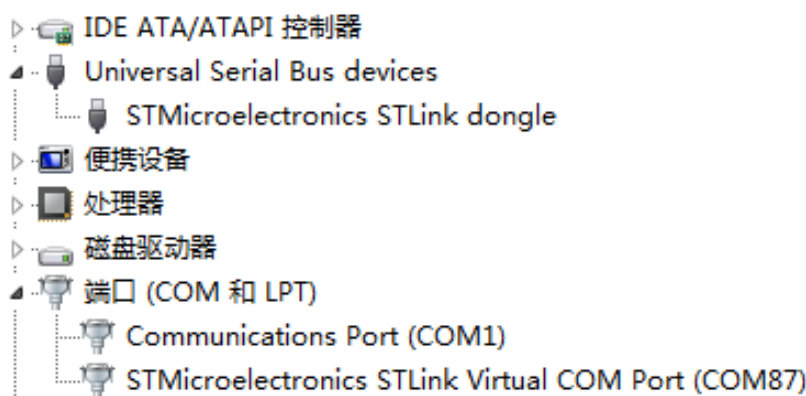 IDE ATA/ATAPI 控制器
Universal Serial Bus devices
STMicroelectronics STLink dongle
便携设备
处理器
磁盘驱动器
端口 (COM 和 LPT)
Communications Port (COM1)
STMicroelectronics STLink Virtual COM Port (COM87)